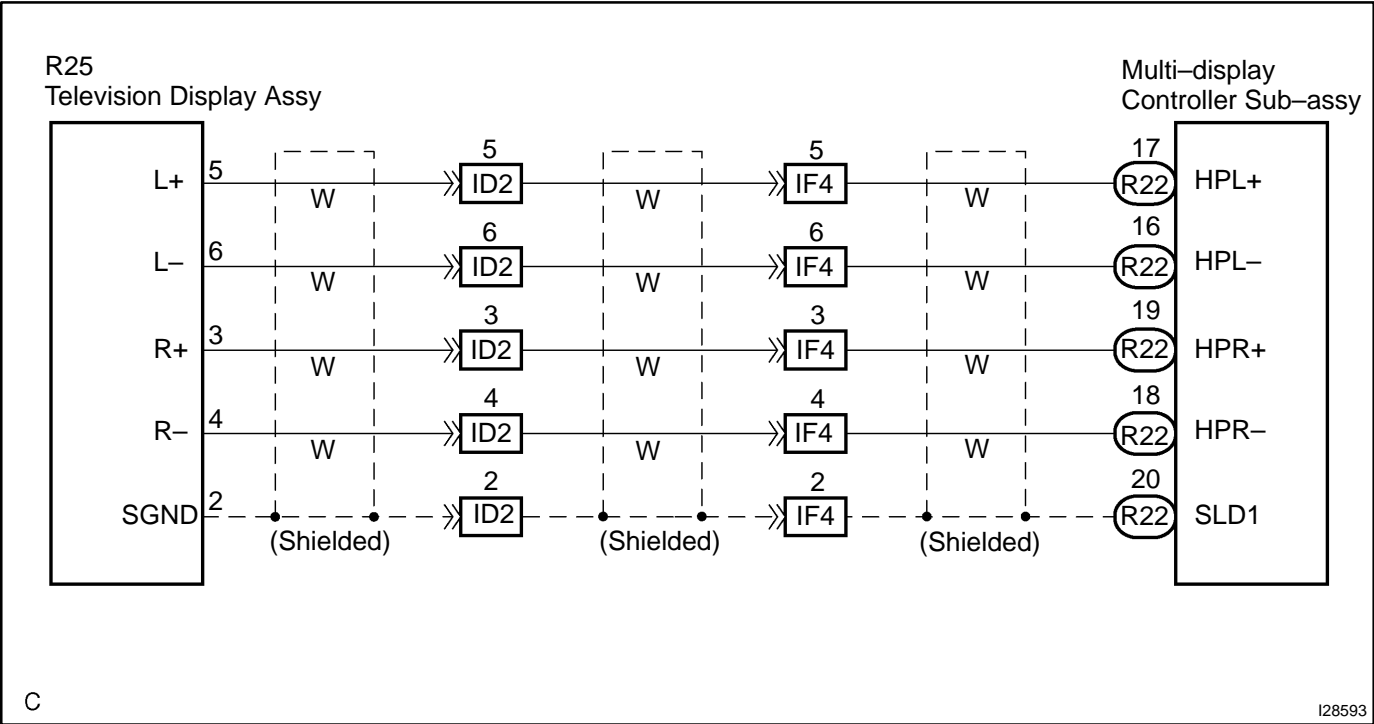 R25
Television Display Assy
Multi–display
Controller Sub–assy
L+ 5 W 5 ID2 W 5 IF4 W 17 R22 HPL+
L– 6 W 6 ID2 W 6 IF4 W 16 R22 HPL–
R+ 3 W 3 ID2 W 3 IF4 W 19 R22 HPR+
R– 4 W 4 ID2 W 4 IF4 W 18 R22 HPR–
SGND 2 2 ID2 2 IF4 20 R22 SLD1
(Shielded) (Shielded) (Shielded)
C
I28593